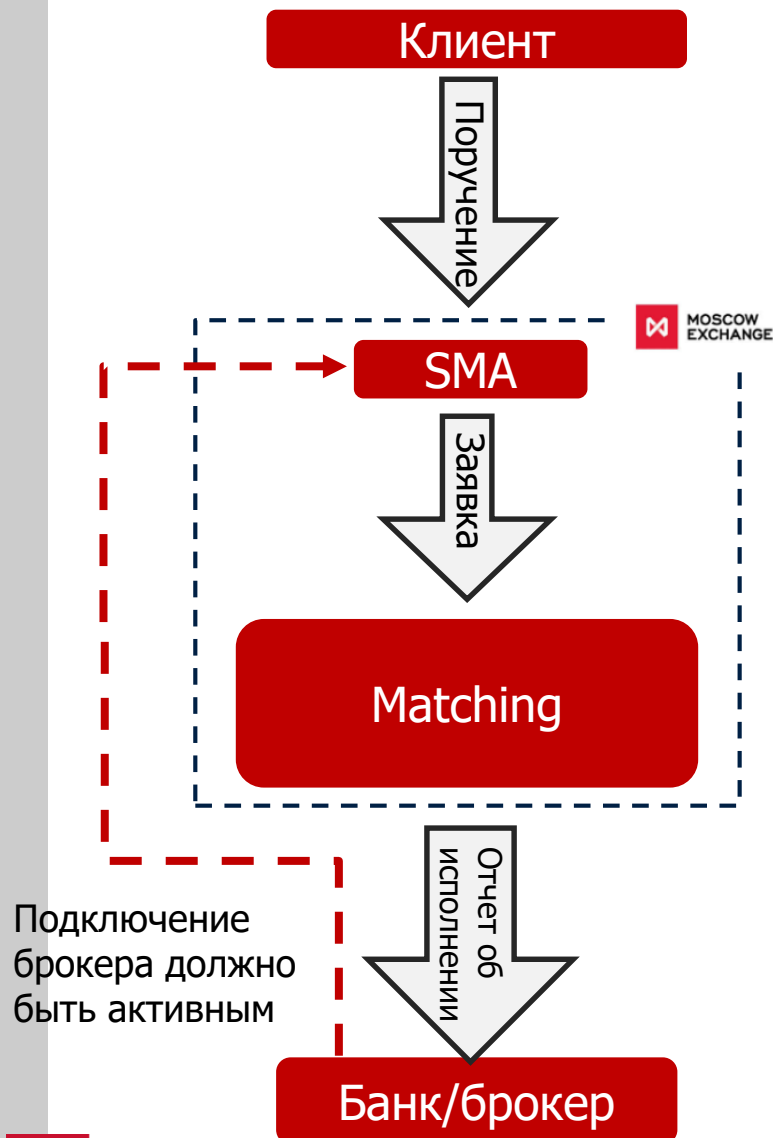 Клиент
Поручение
MOSCOW
EXCHANGE
SMA
Заявка
Matching
Отчет об
исполнении
Подключение
брокера должно
быть активным
Банк/брокер